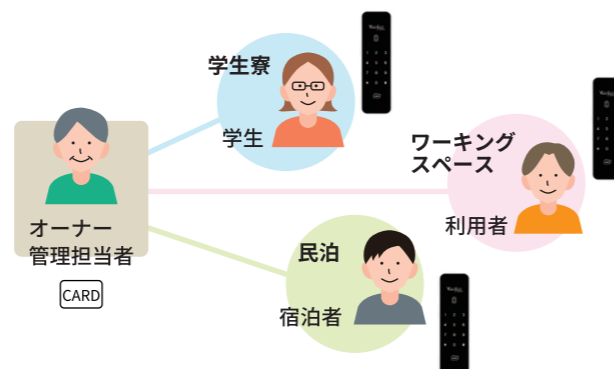 学生寮
学生
ワーキング
スペース
利用者
オーナー
管理担当者
CARD
民泊
宿泊者